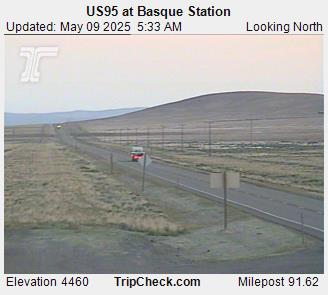 US95 at Basque Station
Updated: May 09 2025 5:33 AM Looking North
Elevation 4460 TripCheck.com Milepost 91.62